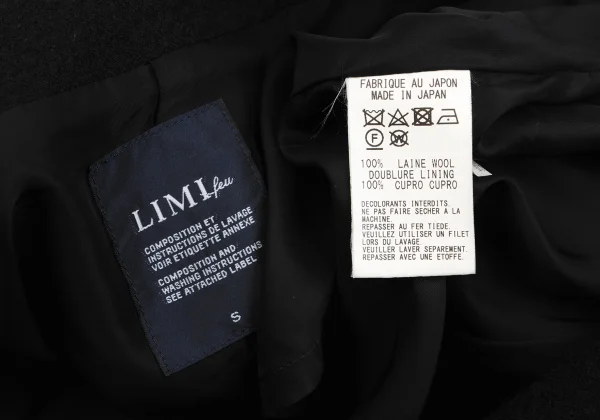 LIMI feu
COMPOSITION ET
INSTRUCTIONS DE LAVAGE
VOIR ETIQUETTE ANNEXE
COMPOSITION AND
WASHING INSTRUCTIONS
SEE ATTACHED LABEL
S
FABRIQUE AU JAPON
MADE IN JAPAN
F W
100% LAINE WOOL
DOUBLURE LINING
100% CUPRO CUPRO
DECOLORANTS INTERDITS.
NE PAS FAIRE SECHER A LA
MACHINE.
REPASSER AU FER TIEDE.
VEUILLEZ UTILISER UN FILET
LORS DU LAVAGE.
VEUILLER LAVER SEPAREMENT.
REPASSER AVEC UNE ETOFFE.